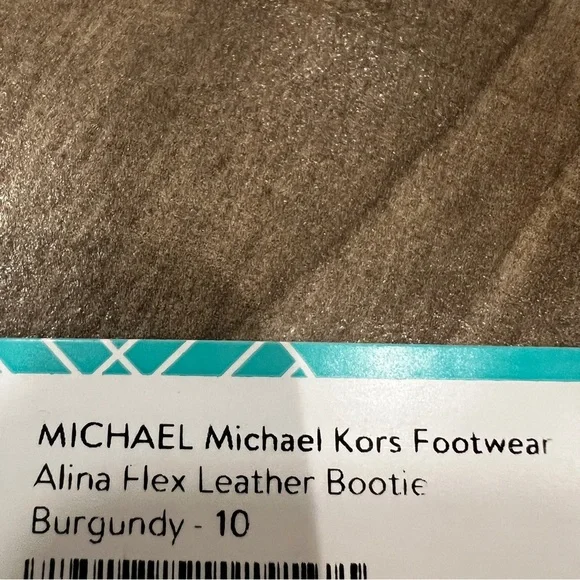 MICHAEL Michael Kors Footwear
Alina Flex Leather Bootie
Burgundy - 10